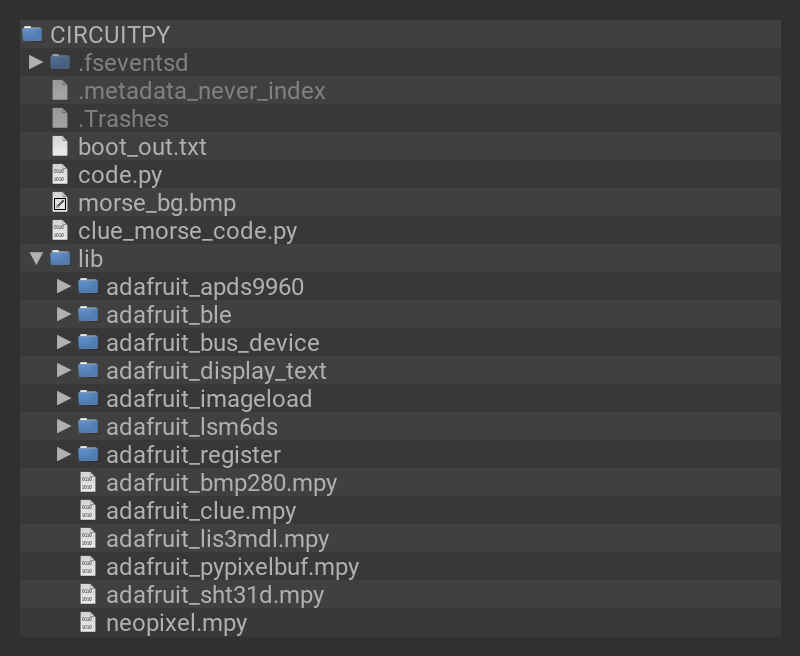 CIRCUITPY
.fseventsd
.metadata_never_index
.Trashes
boot_out.txt
code.py
morse_bg.bmp
clue_morse_code.py
lib
adafruit_apds9960
adafruit_ble
adafruit_bus_device
adafruit_display_text
adafruit_imageload
adafruit_lsm6ds
adafruit_register
adafruit_bmp280.mpy
adafruit_clue.mpy
adafruit_lis3mdl.mpy
adafruit_pypixelbuf.mpy
adafruit_sht31d.mpy
neopixel.mpy